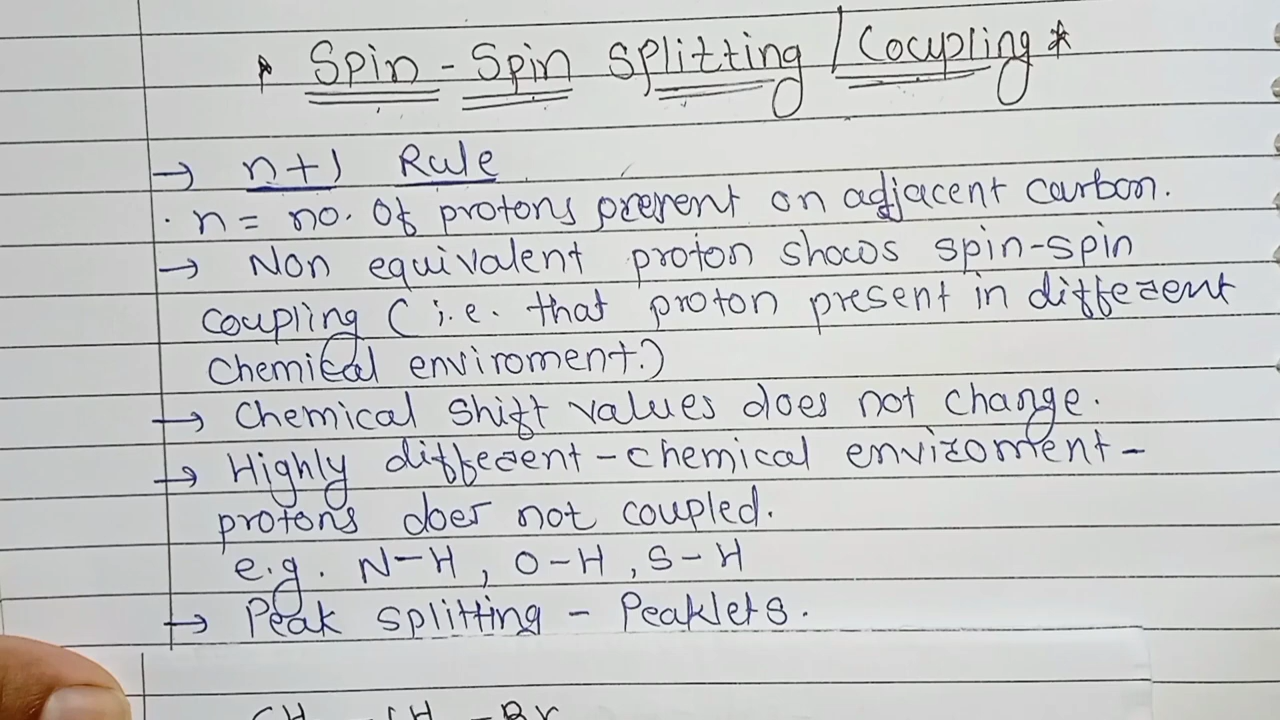 * Spin-Spin Splitting / Coupling *
→ n+1 Rule
· n = no. Of protons present on adjacent carbon.
→ Non equivalent proton shows spin-spin
coupling (i.e. that proton present in different
Chemical enviroment.)
→ Chemical Shift values does not change.
→ Highly different-chemical enviroment-
protons does not coupled.
e.g. N-H, O-H, S-H
→ Peak splitting - Peaklets.